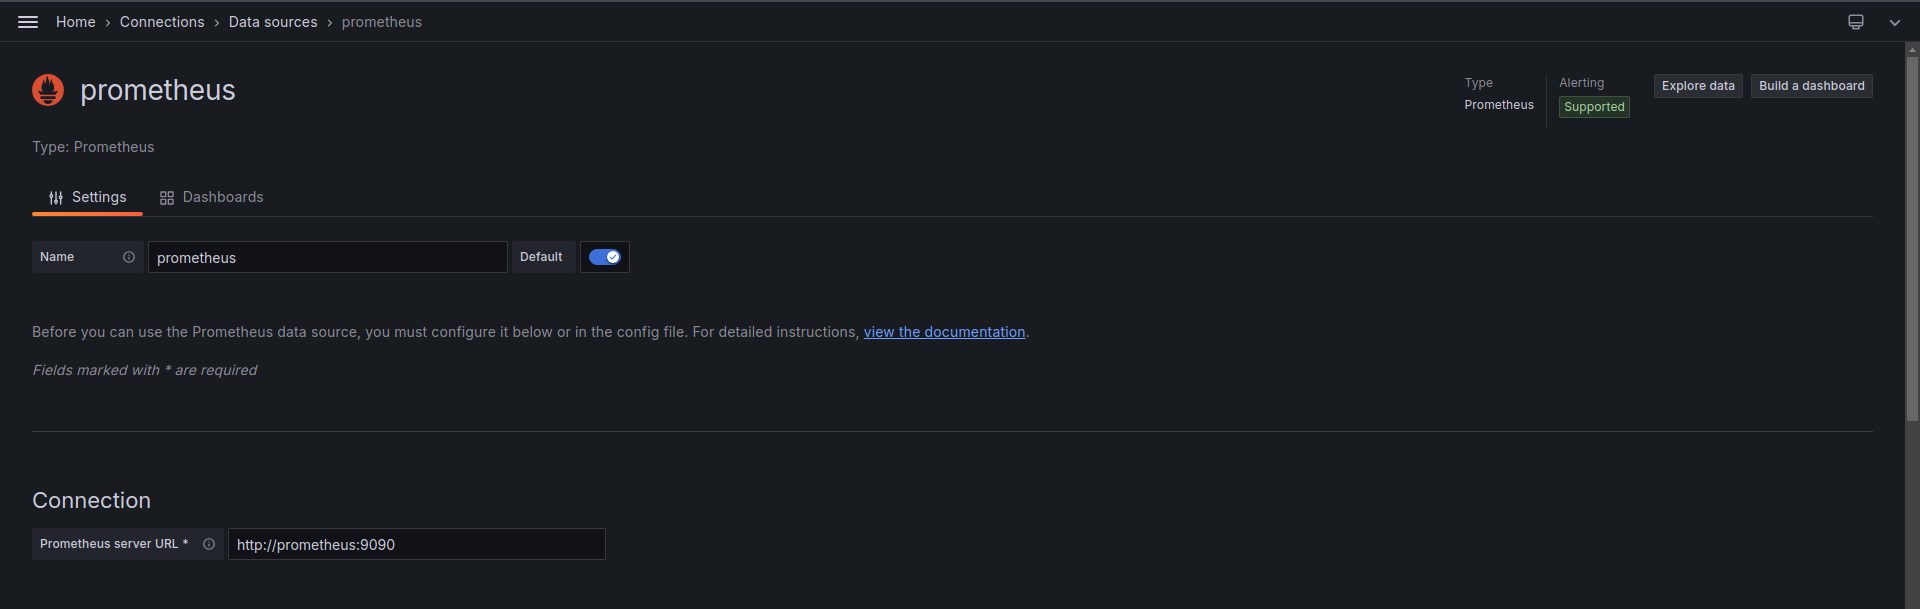 Home › Connections › Data sources › prometheus
prometheus
Type
Prometheus
Alerting
Supported
Explore data
Build a dashboard
Type: Prometheus
Settings
Dashboards
Name
prometheus
Default
Before you can use the Prometheus data source, you must configure it below or in the config file. For detailed instructions, view the documentation.
Fields marked with * are required
Connection
Prometheus server URL *
http://prometheus:9090